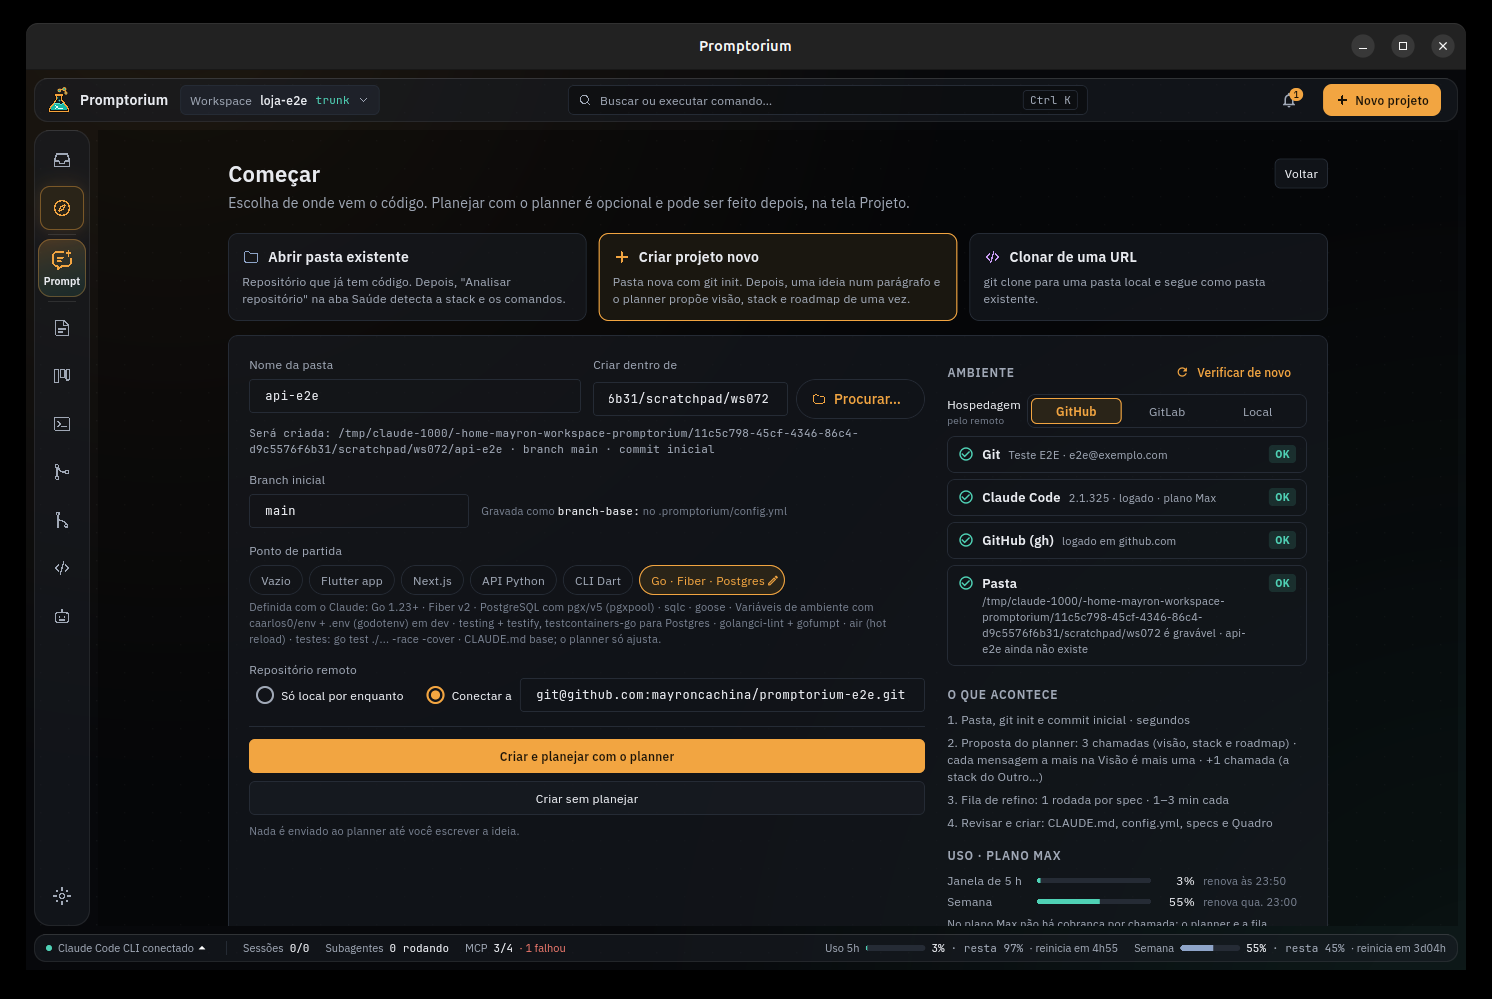 Promptorium
Promptorium
Workspace loja-e2e trunk
Buscar ou executar comando...
Ctrl K
1
+ Novo projeto
Começar
Voltar
Escolha de onde vem o código. Planejar com o planner é opcional e pode ser feito depois, na tela Projeto.
Prompt
Abrir pasta existente
Repositório que já tem código. Depois, "Analisar
repositório" na aba Saúde detecta a stack e os comandos.
Criar projeto novo
Pasta nova com git init. Depois, uma ideia num parágrafo e
o planner propõe visão, stack e roadmap de uma vez.
Clonar de uma URL
git clone para uma pasta local e segue como pasta
existente.
Nome da pasta
api-e2e
Criar dentro de
6b31/scratchpad/ws072
Procurar...
Será criada: /tmp/claude-1000/-home-mayron-workspace-promptorium/11c5c798-45cf-4346-86c4-
d9c5576f6b31/scratchpad/ws072/api-e2e · branch main · commit inicial
Branch inicial
main
Gravada como branch-base: no .promptorium/config.yml
Ponto de partida
Vazio
Flutter app
Next.js
API Python
CLI Dart
Go · Fiber · Postgres
Definida com o Claude: Go 1.23+ · Fiber v2 · PostgreSQL com pgx/v5 (pgxpool) · sqlc · goose · Variáveis de ambiente com
caarlos0/env + .env (godotenv) em dev · testing + testify, testcontainers-go para Postgres · golangci-lint + gofumpt · air (hot
reload) · testes: go test ./... -race -cover · CLAUDE.md base; o planner só ajusta.
Repositório remoto
Só local por enquanto
Conectar a
git@github.com:mayroncachina/promptorium-e2e.git
Criar e planejar com o planner
Criar sem planejar
Nada é enviado ao planner até você escrever a ideia.
AMBIENTE
Verificar de novo
Hospedagem
pelo remoto
GitHub
GitLab
Local
Git Teste E2E · e2e@exemplo.com OK
Claude Code 2.1.325 · logado · plano Max OK
GitHub (gh) logado em github.com OK
Pasta OK
/tmp/claude-1000/-home-mayron-workspace-
promptorium/11c5c798-45cf-4346-86c4-
d9c5576f6b31/scratchpad/ws072 é gravável · api-
e2e ainda não existe
O QUE ACONTECE
1. Pasta, git init e commit inicial · segundos
2. Proposta do planner: 3 chamadas (visão, stack e roadmap) ·
cada mensagem a mais na Visão é mais uma · +1 chamada (a
stack do Outro...)
3. Fila de refino: 1 rodada por spec · 1–3 min cada
4. Revisar e criar: CLAUDE.md, config.yml, specs e Quadro
USO · PLANO MAX
Janela de 5 h 3% renova às 23:50
Semana 55% renova qua. 23:00
No plano Max não há cobrança por chamada: o planner e a fila
Claude Code CLI conectado
Sessões 0/0
Subagentes 0 rodando
MCP 3/4 · 1 falhou
Uso 5h 3% · resta 97% · reinicia em 4h55
Semana 55% · resta 45% · reinicia em 3d04h